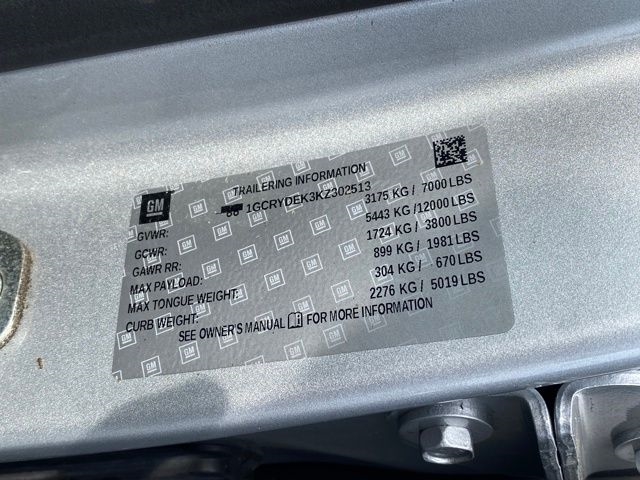 GM
TRAILERING INFORMATION
1GCRYDEK3KZ302513
GVWR: 3175 KG / 7000 LBS
GCWR: 5443 KG /12000 LBS
GAWR RR: 1724 KG / 3800 LBS
MAX PAYLOAD: 899 KG / 1981 LBS
MAX TONGUE WEIGHT: 304 KG / 670 LBS
CURB WEIGHT: 2276 KG / 5019 LBS
SEE OWNER'S MANUAL FOR MORE INFORMATION